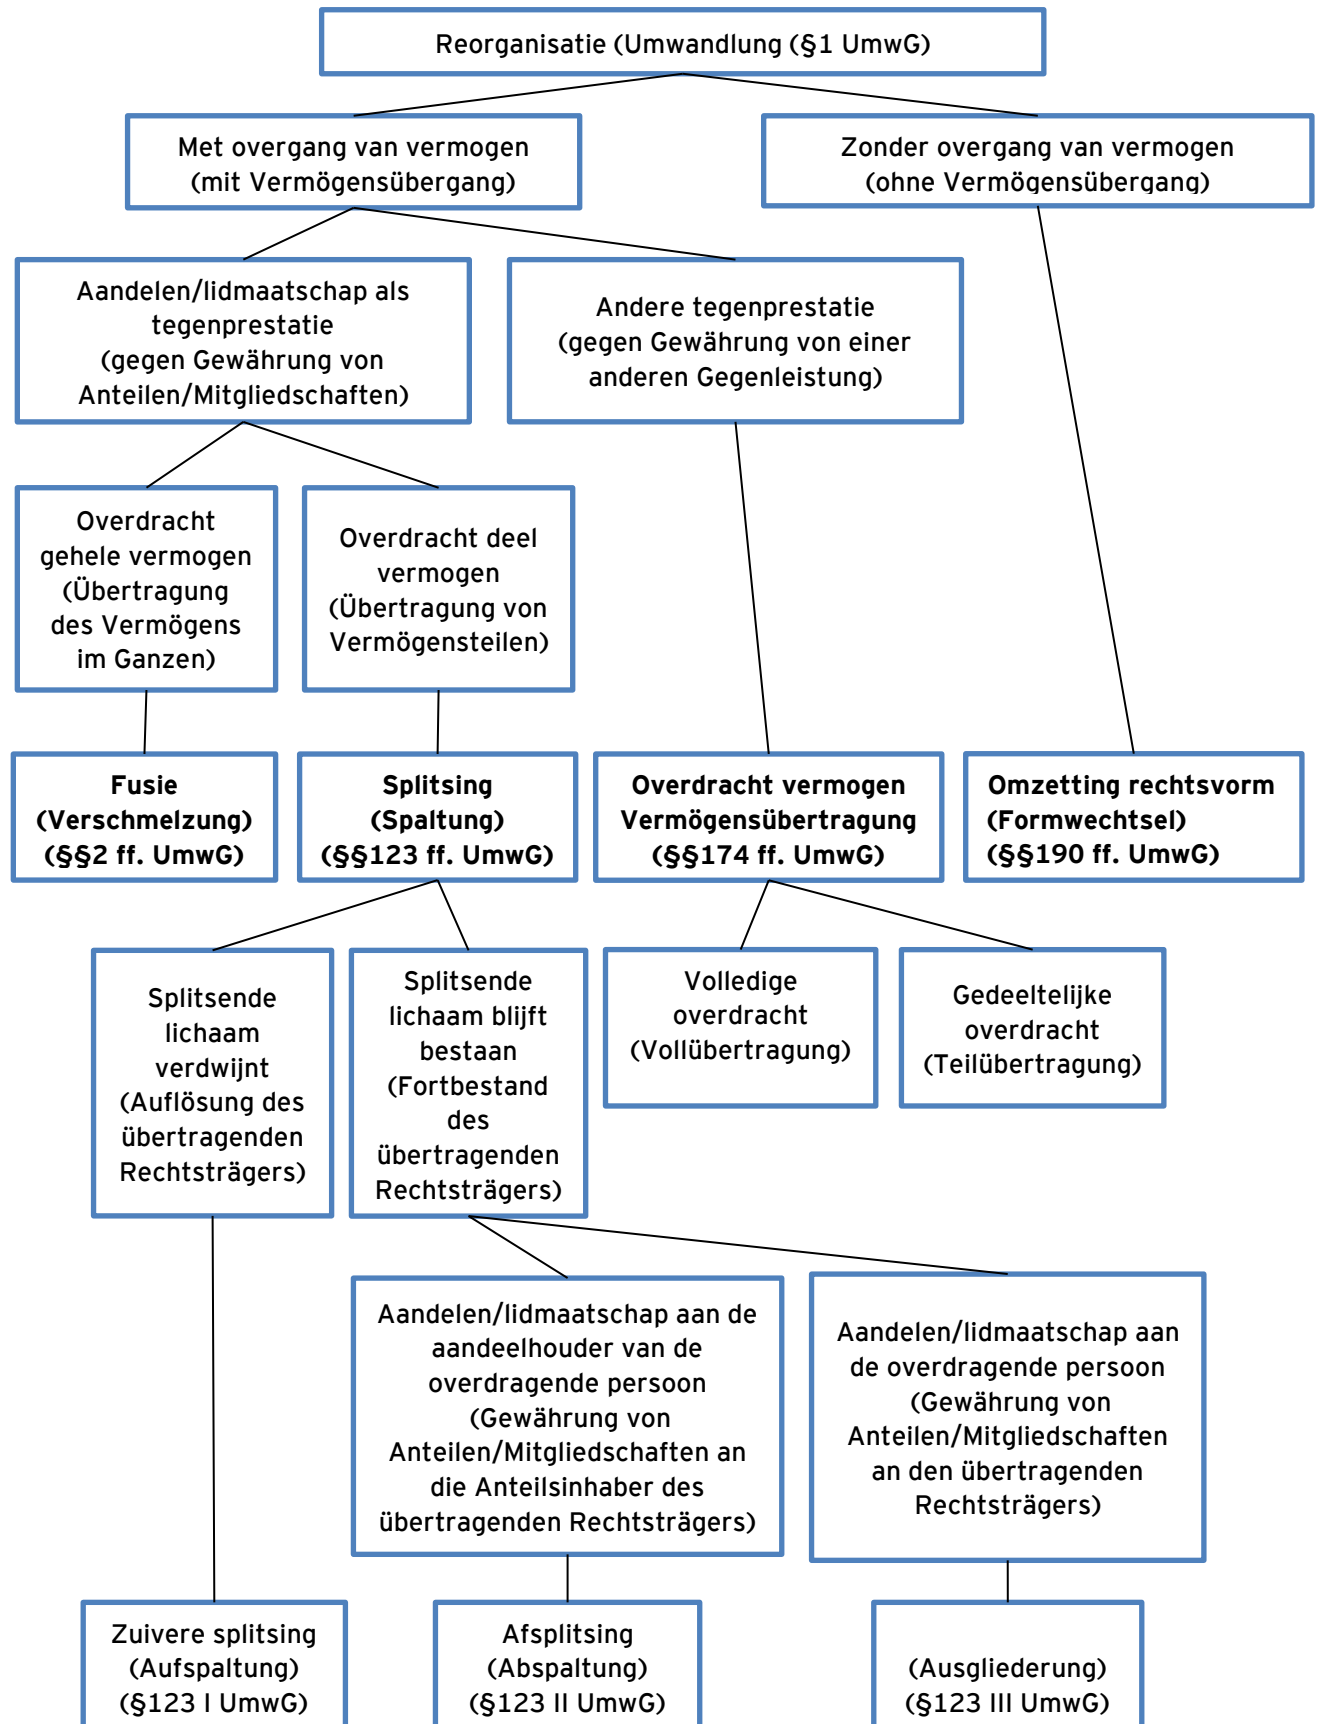 Reorganisatie (Umwandlung (§1 UmwG)
Met overgang van vermogen
(mit Vermögensübergang)
Zonder overgang van vermogen
(ohne Vermögensübergang)
Aandelen/lidmaatschap als
tegenprestatie
(gegen Gewährung von
Anteilen/Mitgliedschaften)
Andere tegenprestatie
(gegen Gewährung von einer
anderen Gegenleistung)
Overdracht
gehele vermogen
(Übertragung
des Vermögens
im Ganzen)
Overdracht deel
vermogen
(Übertragung von
Vermögensteilen)
Fusie
(Verschmelzung)
(§§2 ff. UmwG)
Splitsing
(Spaltung)
(§§123 ff. UmwG)
Overdracht vermogen
Vermögensübertragung
(§§174 ff. UmwG)
Omzetting rechtsvorm
(Formwechtsel)
(§§190 ff. UmwG)
Splitsende
lichaam
verdwijnt
(Auflösung des
übertragenden
Rechtsträgers)
Splitsende
lichaam blijft
bestaan
(Fortbestand
des
übertragenden
Rechtsträgers)
Volledige
overdracht
(Vollübertragung)
Gedeeltelijke
overdracht
(Teilübertragung)
Aandelen/lidmaatschap aan de
aandeelhouder van de
overdragende persoon
(Gewährung von
Anteilen/Mitgliedschaften an
die Anteilsinhaber des
übertragenden Rechtsträgers)
Aandelen/lidmaatschap aan
de overdragende persoon
(Gewährung von
Anteilen/Mitgliedschaften
an den übertragenden
Rechtsträgers)
Zuivere splitsing
(Aufspaltung)
(§123 I UmwG)
Afsplitsing
(Abspaltung)
(§123 II UmwG)
(Ausgliederung)
(§123 III UmwG)